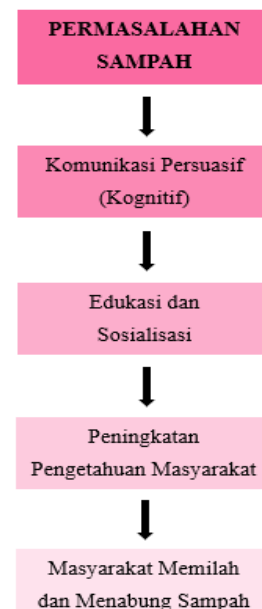 PERMASALAHAN
SAMPAH
Komunikasi Persuasif
(Kognitif)
Edukasi dan
Sosialisasi
Peningkatan
Pengetahuan Masyarakat
Masyarakat Memilah
dan Menabung Sampah